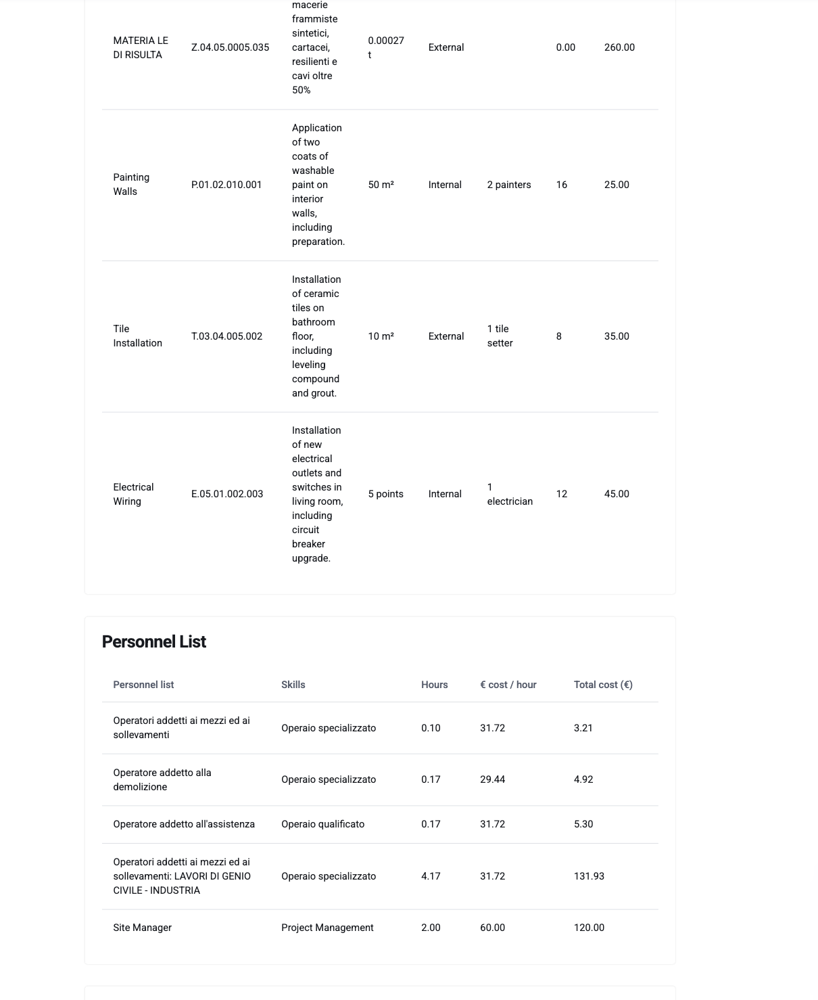 macerie
frammiste
sintetici,
cartacei,
resilienti e
cavi oltre
50%
MATERIA LE
DI RISULTA
Z.04.05.0005.035
0.00027
t
External
0.00
260.00
Painting
Walls
P.01.02.010.001
Application
of two
coats of
washable
paint on
interior
walls,
including
preparation.
50 m²
Internal
2 painters
16
25.00
Tile
Installation
T.03.04.005.002
Installation
of ceramic
tiles on
bathroom
floor,
including
leveling
compound
and grout.
10 m²
External
1 tile
setter
8
35.00
Electrical
Wiring
E.05.01.002.003
Installation
of new
electrical
outlets and
switches in
living room,
including
circuit
breaker
upgrade.
5 points
Internal
1
electrician
12
45.00
Personnel List
Personnel list Skills Hours € cost / hour Total cost (€)
Operatori addetti ai mezzi ed ai
sollevamenti
Operaio specializzato 0.10 31.72 3.21
Operatore addetto alla
demolizione
Operaio specializzato 0.17 29.44 4.92
Operatore addetto all'assistenza Operaio qualificato 0.17 31.72 5.30
Operatori addetti ai mezzi ed ai
sollevamenti: LAVORI DI GENIO
CIVILE - INDUSTRIA
Operaio specializzato 4.17 31.72 131.93
Site Manager Project Management 2.00 60.00 120.00